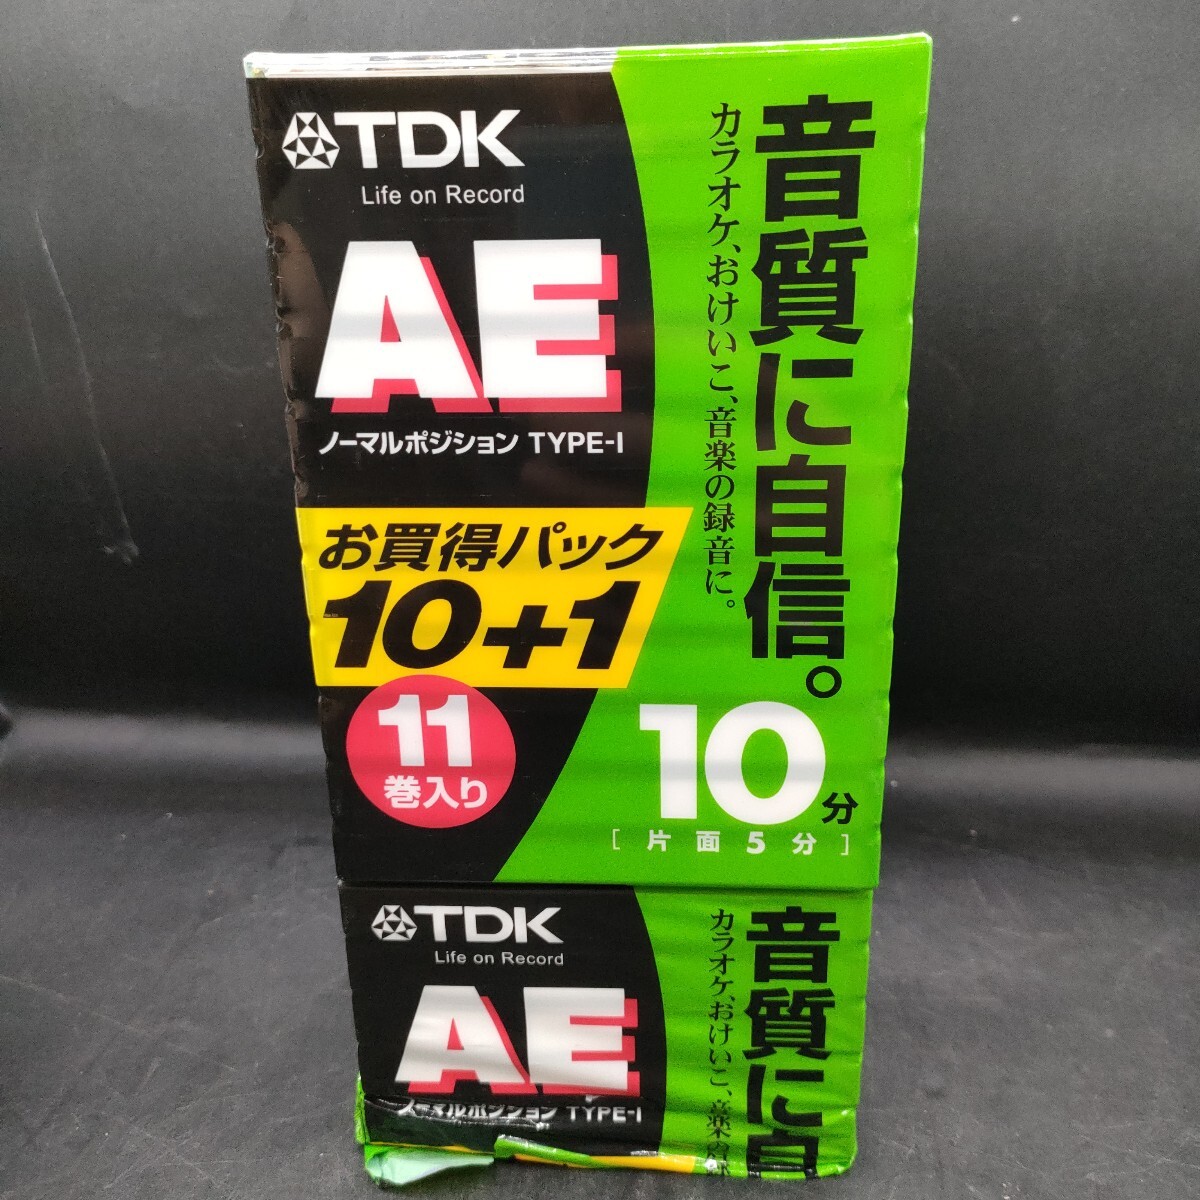 TDK
Life on Record
AE
ノーマルポジション TYPE-I
お買得パック
10+1
11
巻入り
音質に自信。
カラオケ、おけいこ、音楽の録音に。
10分
[片面5分]
TDK
Life on Record
AE
ノーマルポジション TYPE-I
音質に自
カラオケ、おけいこ、音楽の録